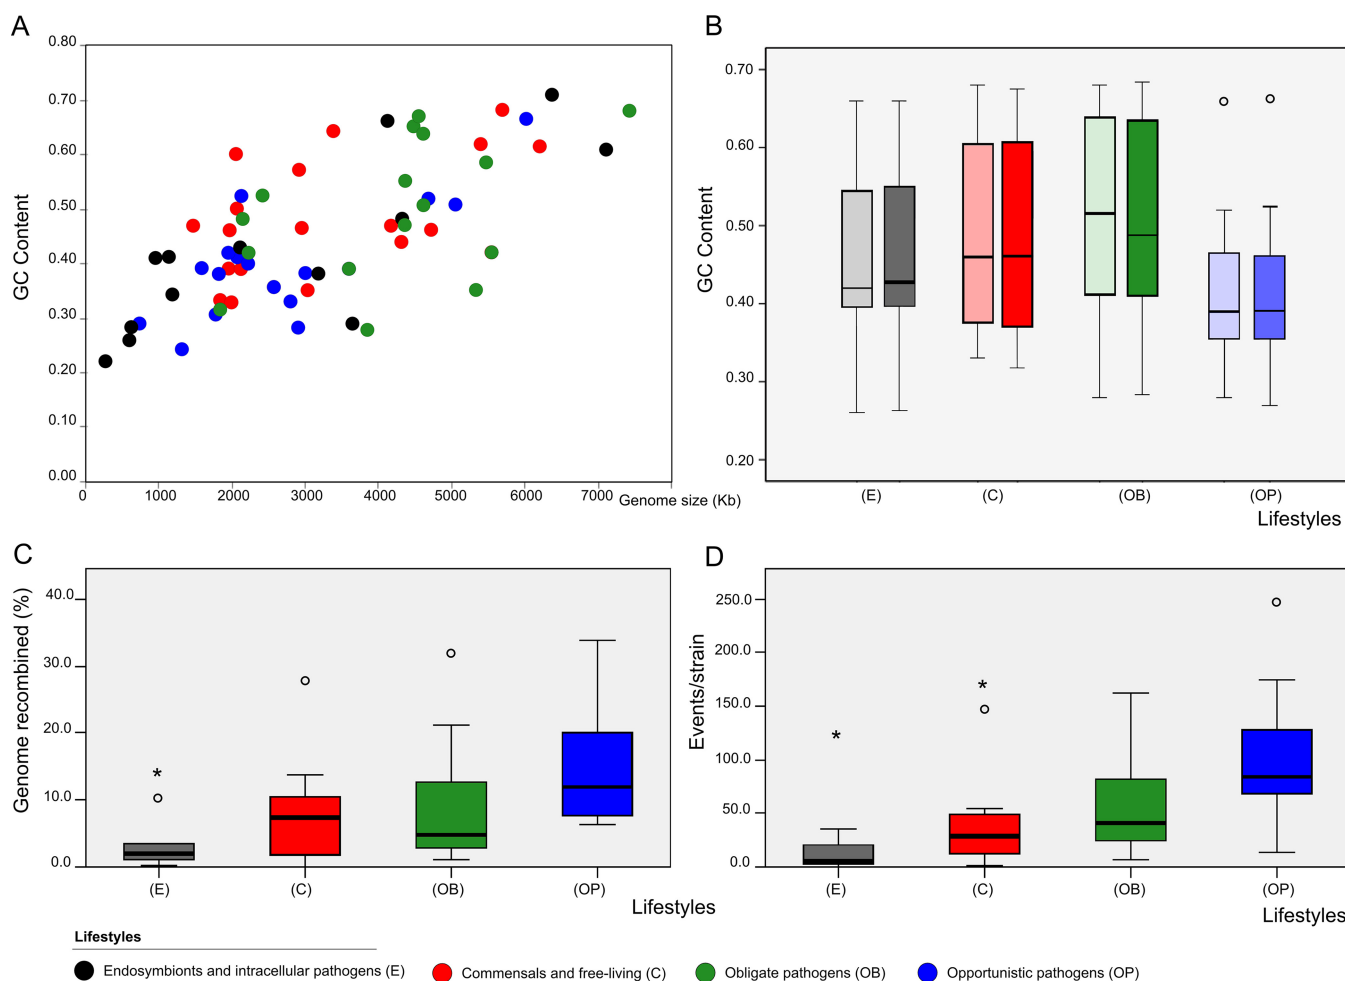 A
GC Content
0.80
0.70
0.60
0.50
0.40
0.30
0.20
0.10
0.00
0
1000
2000
3000
4000
5000
6000
7000
Genome size (Kb)
B
GC Content
0.70
0.60
0.50
0.40
0.30
0.20
(E)
(C)
(OB)
(OP)
Lifestyles
C
Genome recombined (%)
40.0
30.0
20.0
10.0
0.0
(E)
(C)
(OB)
(OP)
Lifestyles
D
Events/strain
250.0
200.0
150.0
100.0
50.0
0.0
(E)
(C)
(OB)
(OP)
Lifestyles
Lifestyles
Endosymbionts and intracellular pathogens (E)
Commensals and free-living (C)
Obligate pathogens (OB)
Opportunistic pathogens (OP)